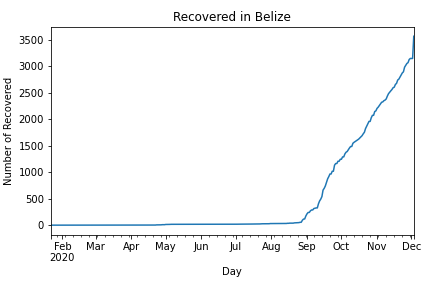 Recovered in Belize
Number of Recovered
3500
3000
2500
2000
1500
1000
500
0
Feb Mar Apr May Jun Jul Aug Sep Oct Nov Dec
2020
Day